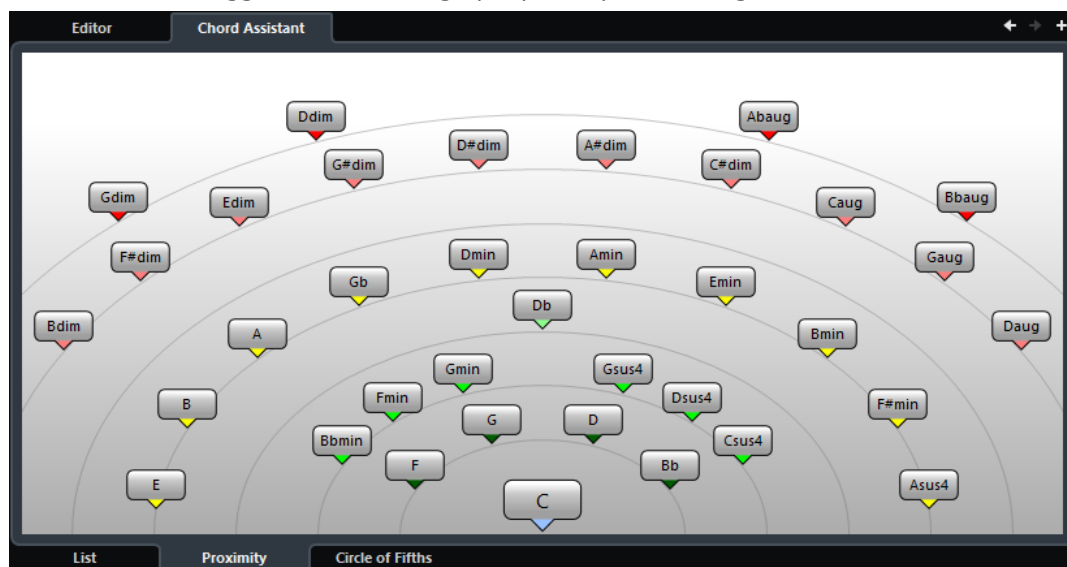 Editor
Chord Assistant
Ddim
Abaug
D#dim
A#dim
G#dim
C#dim
Gdim
Edim
Caug
Bbaug
F#dim
Gb
Dmin
Amin
Emin
Gaug
Bdim
A
Db
Bmin
Daug
Gmin
Gsus4
B
Fmin
Dsus4
F#min
Bbmin
G
D
Csus4
E
F
Bb
Asus4
C
List
Proximity
Circle of Fifths